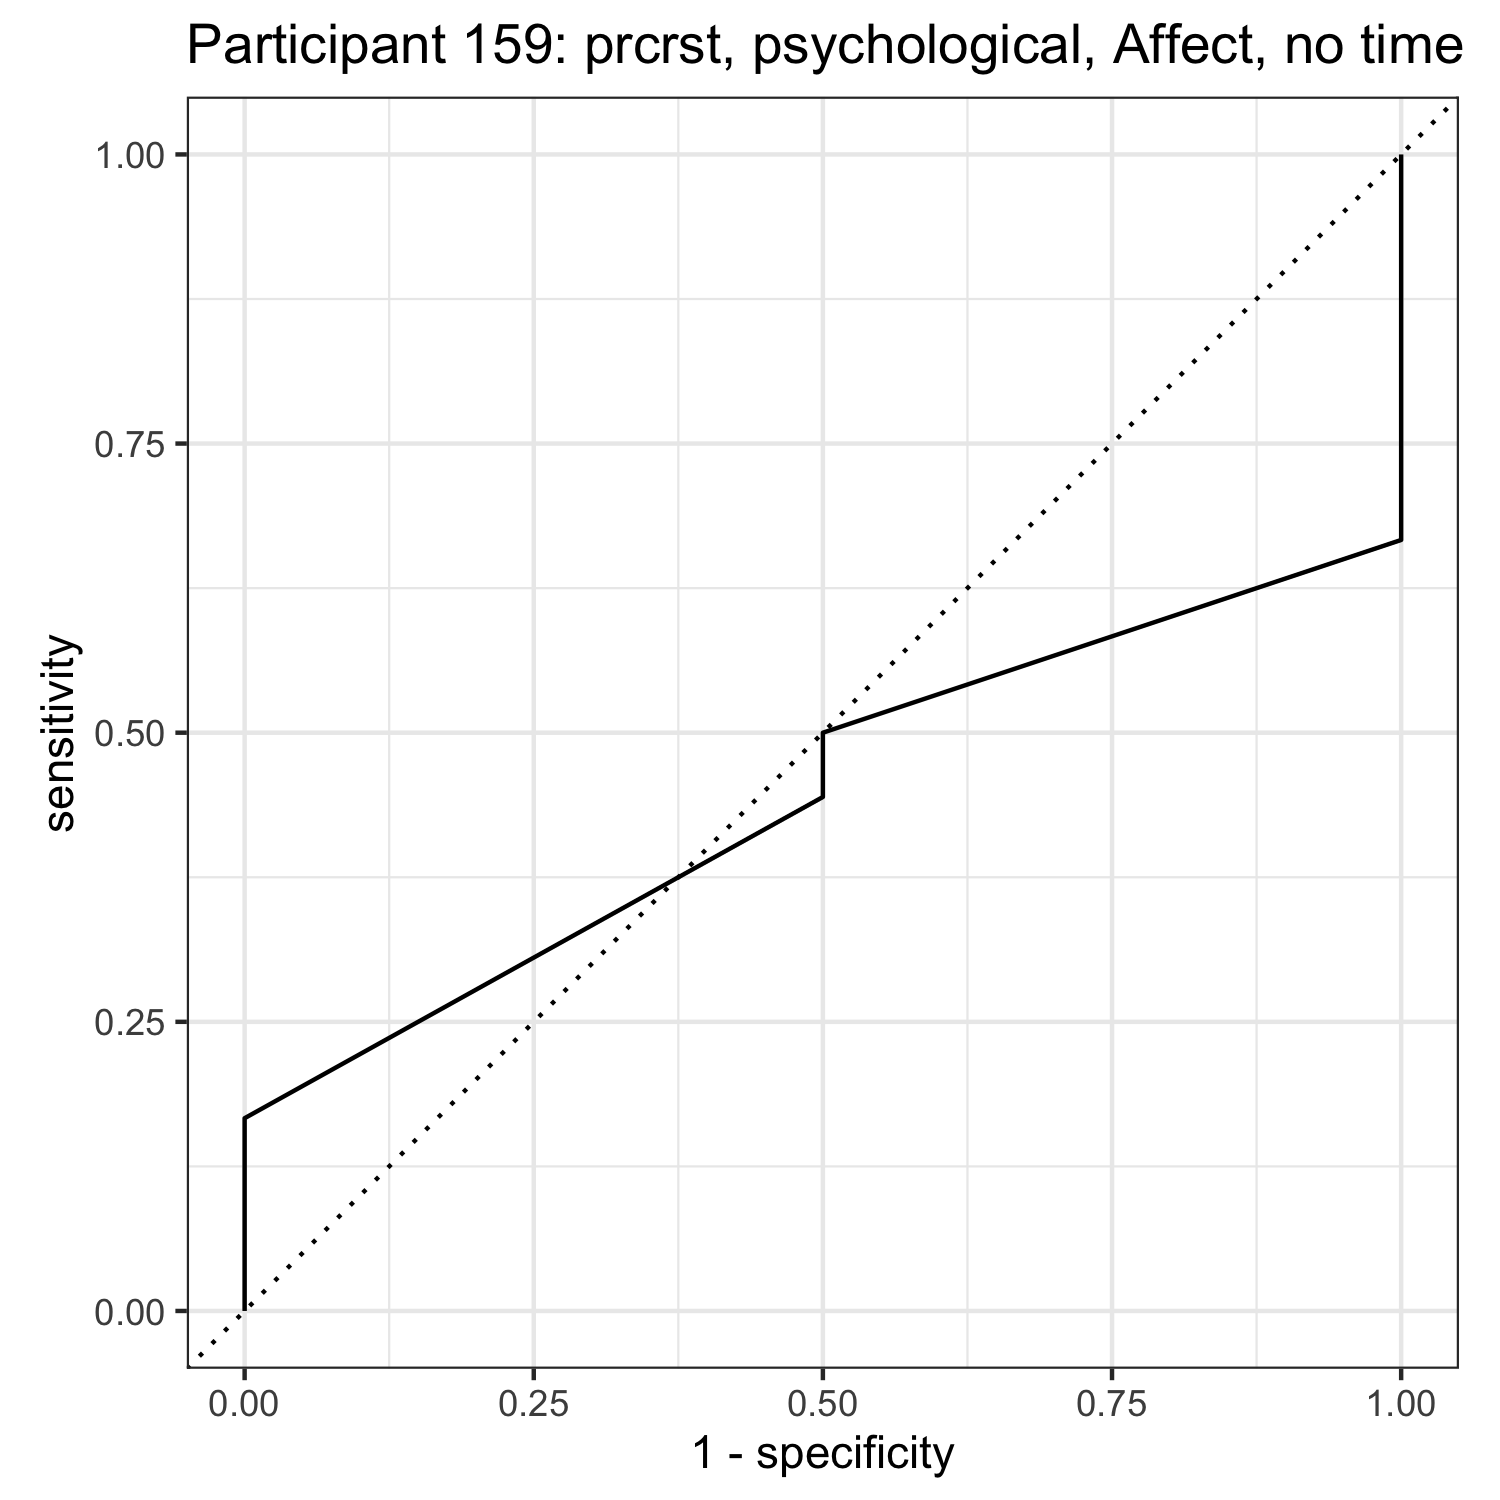 Participant 159: prcrst, psychological, Affect, no time
1.00
0.75
0.50
0.25
0.00
sensitivity
0.00 0.25 0.50 0.75 1.00
1 - specificity